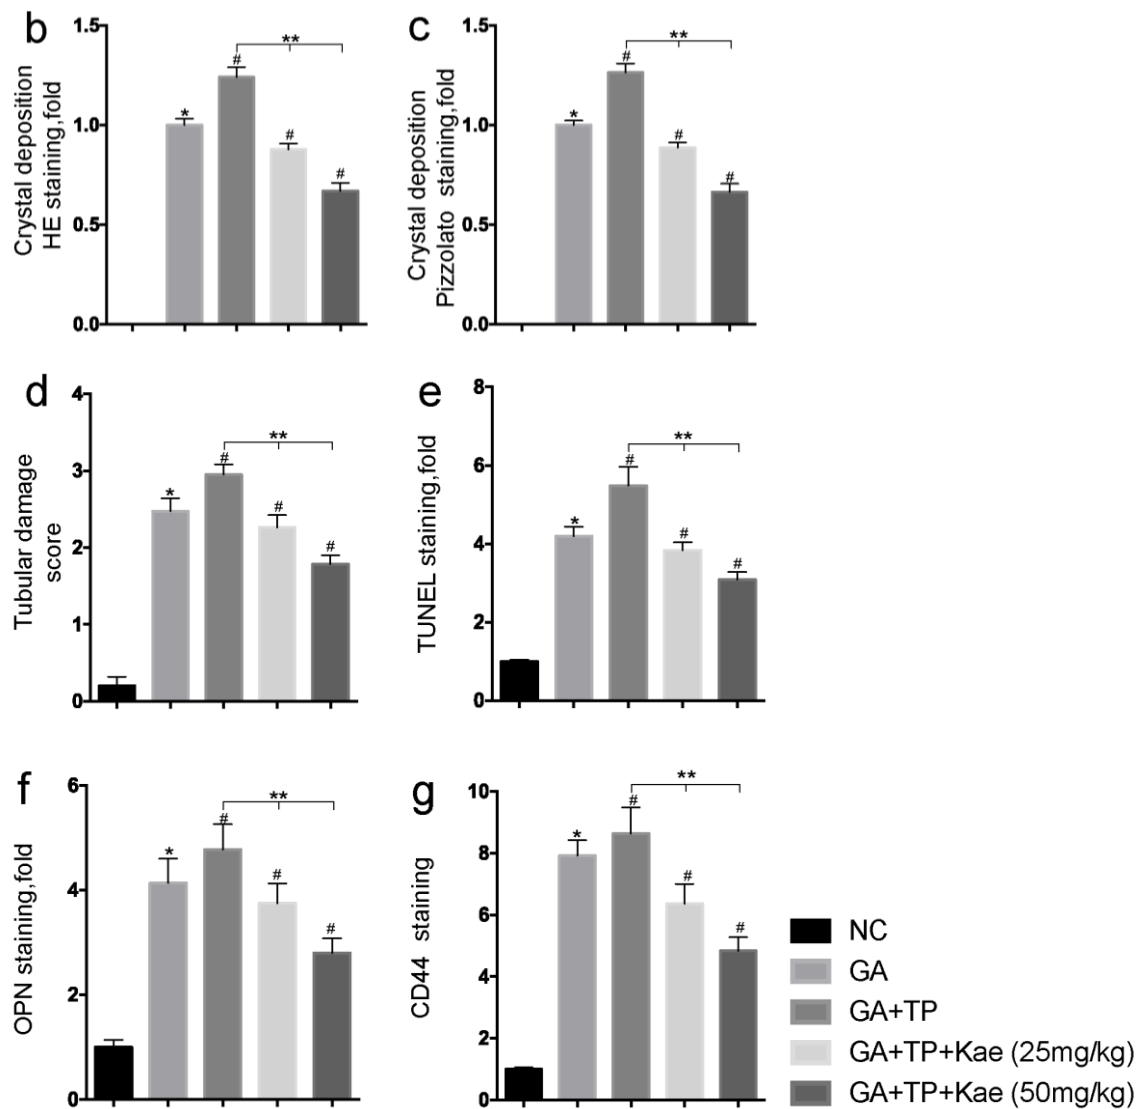 b
Crystal deposition
HE staining,fold
1.5
1.0
0.5
0.0
*
#
#
#
**
c
Crystal deposition
Pizzolato staining,fold
1.5
1.0
0.5
0.0
*
#
#
#
**
d
Tubular damage
score
4
3
2
1
0
*
#
#
#
**
e
TUNEL staining,fold
8
6
4
2
0
*
#
#
#
**
f
OPN staining,fold
6
4
2
0
*
#
#
#
**
g
CD44 staining
10
8
6
4
2
0
*
#
#
#
**
NC
GA
GA+TP
GA+TP+Kae (25mg/kg)
GA+TP+Kae (50mg/kg)